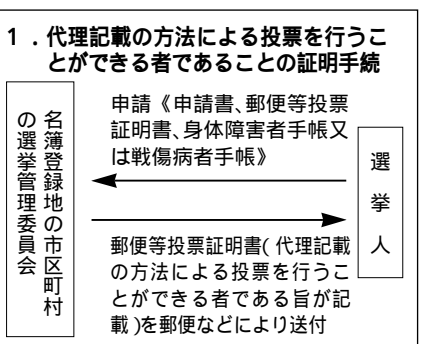 1．代理記載の方法による投票を行うこ
とができる者であることの証明手続
名簿登録地の市区町村
の選挙管理委員会
申請《申請書、郵便等投票
証明書、身体障害者手帳又
は戦傷病者手帳》
選挙人
郵便等投票証明書(代理記載
の方法による投票を行うこ
とができる者である旨が記
載)を郵便などにより送付